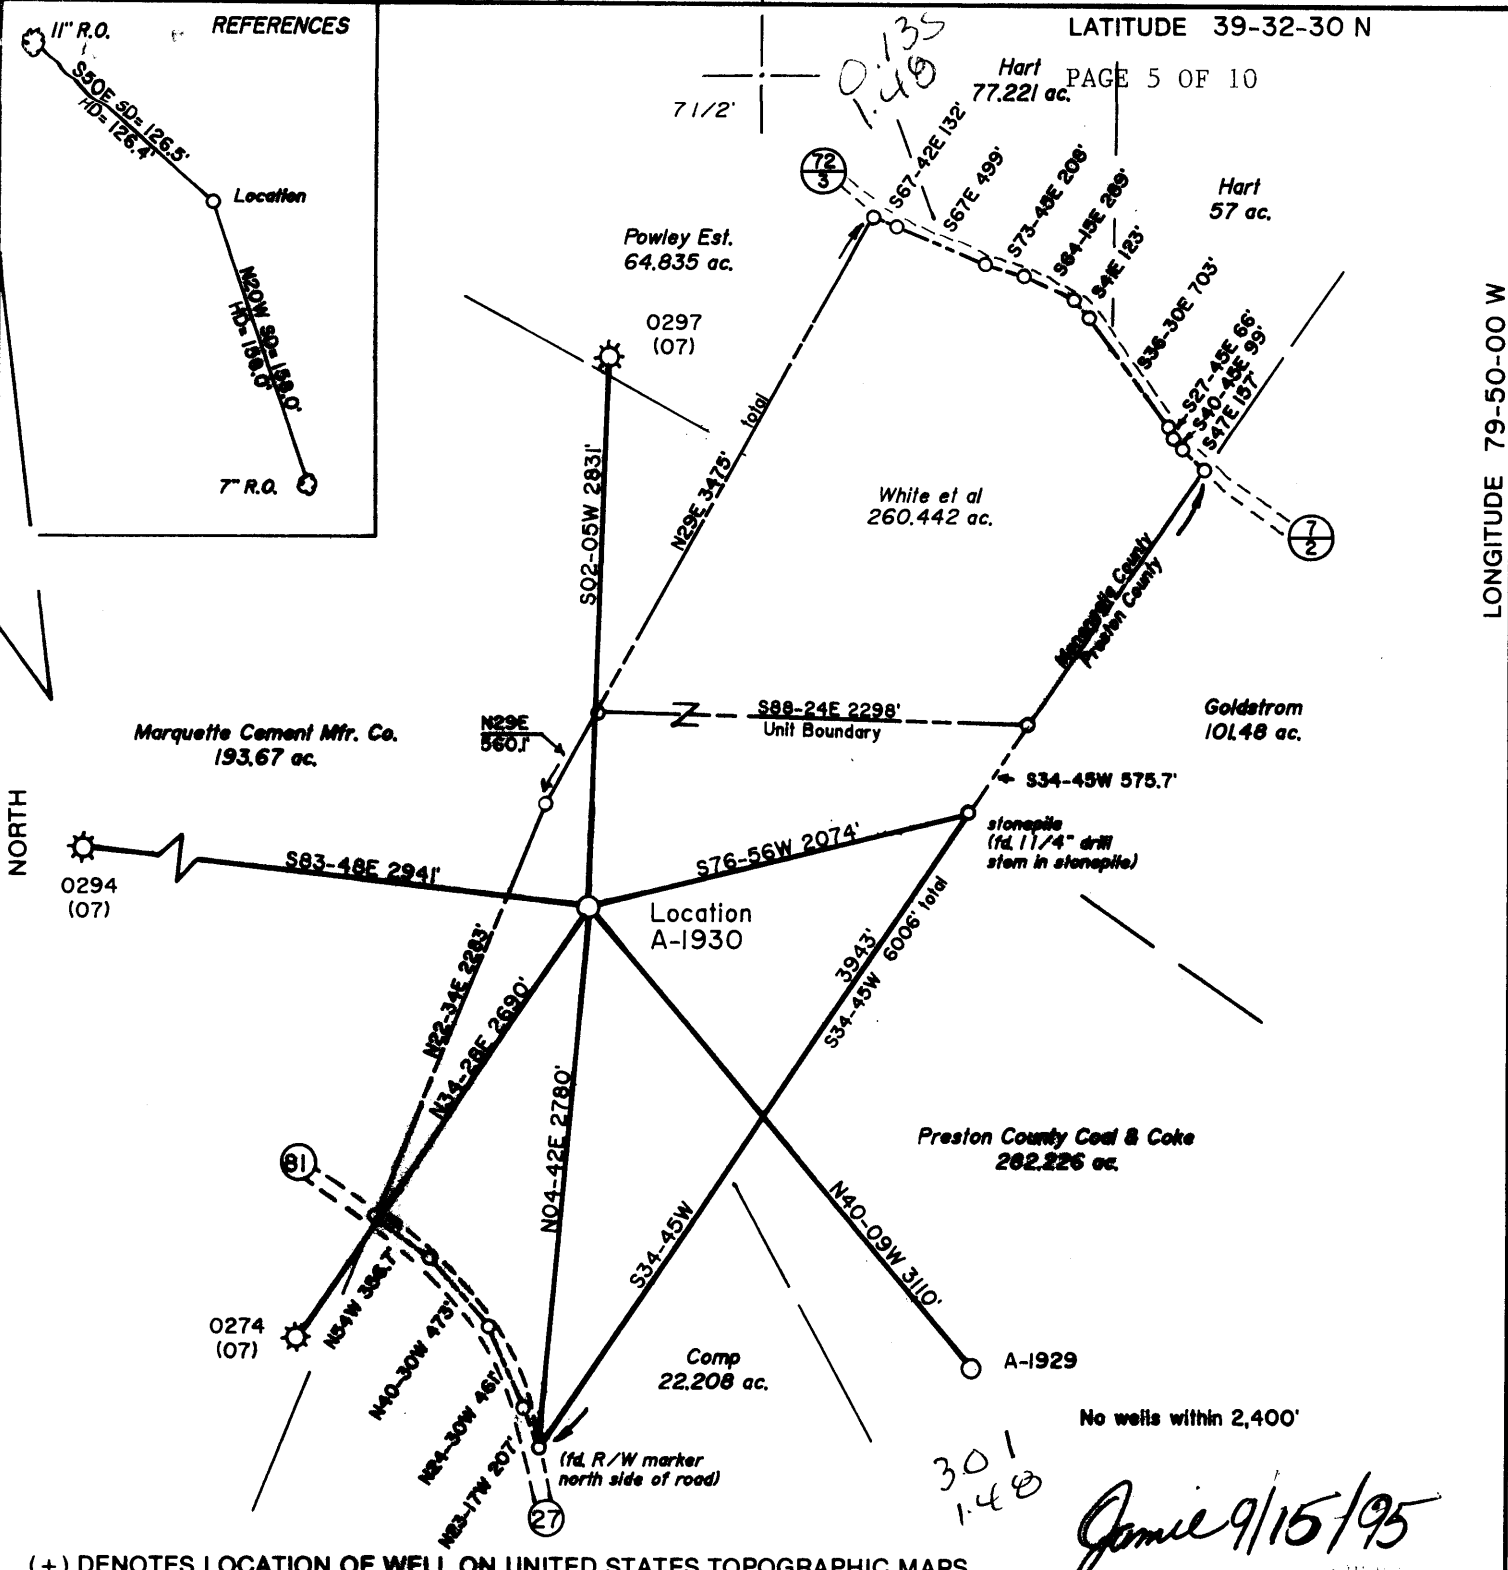 REFERENCES
11" R.O.
S50E SD= 126.5'
HD= 126.4'
Location
N20W SD= 158.0'
HD= 158.0'
7" R.O.
LATITUDE 39-32-30 N
PAGE 5 OF 10
7 1/2'
0.135
1.48
Hart
77.221 ac.
72
3
S67-42E 132'
S67E 499'
S73-45E 208'
S64-15E 289'
S41E 123'
S36-30E 703'
S27-45E 66'
S40-45E 99'
S47E 157'
Hart
57 ac.
LONGITUDE 79-50-00 W
Powley Est.
64.835 ac.
0297
(07)
S02-05W 2831'
N29E 3475' total
White et al
260.442 ac.
7
2
Monongalia County
Preston County
Goldstrom
101.48 ac.
Marquette Cement Mfr. Co.
193.67 ac.
N29E
560.1'
S88-24E 2298'
Unit Boundary
S34-45W 575.7'
stonepile
(fd. 1 1/4" drill
stem in stonepile)
NORTH
0294
(07)
S83-48E 2941'
S76-56W 2074'
Location
A-1930
3943'
S34-45W 6006' total
N22-34E 2283'
N34-28E 2690'
N04-42E 2780'
S34-45W
N40-09W 3110'
Preston County Coal & Coke
282.226 ac.
81
0274
(07)
N54W 356.7'
N40-30W 473'
N24-30W 461'
N23-17W 207'
Comp
22.208 ac.
A-1929
No wells within 2,400'
(fd. R/W marker
north side of road)
27
301
1.48
Jamie 9/15/95
(+) DENOTES LOCATION OF WELL ON UNITED STATES TOPOGRAPHIC MAPS